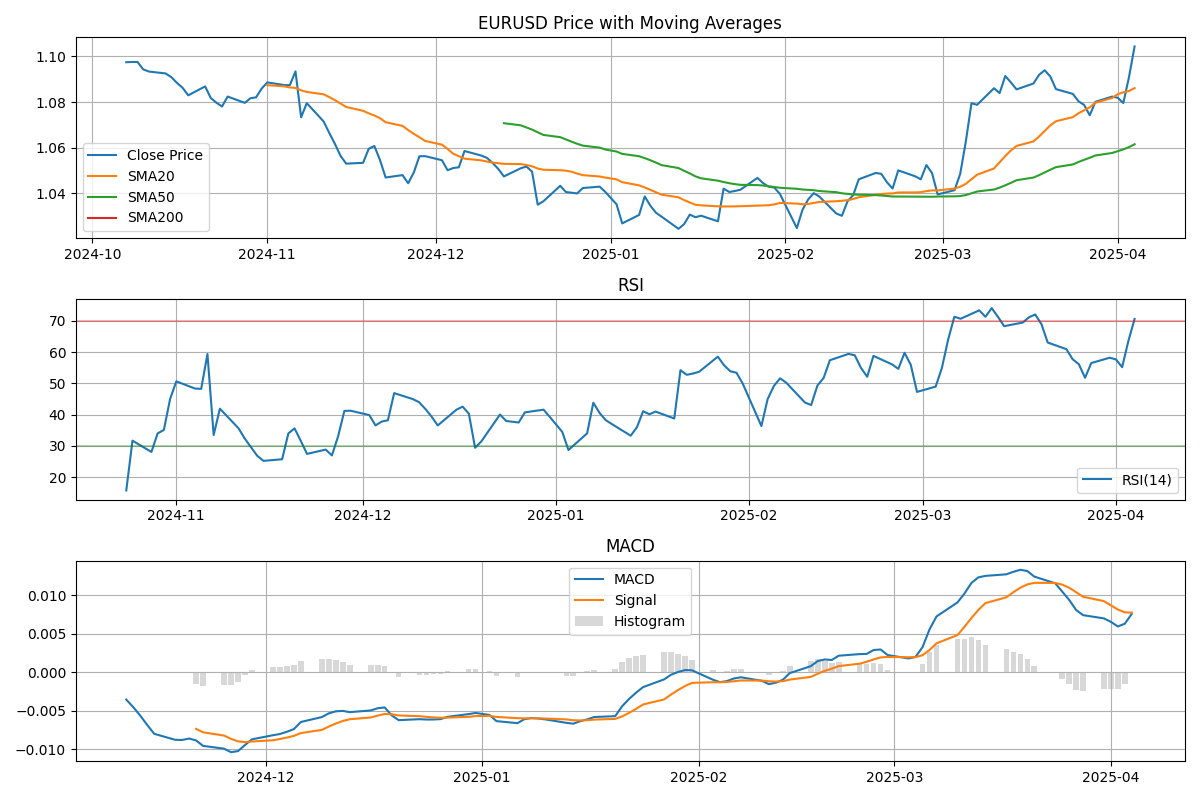 EURUSD Price with Moving Averages
1.10
1.08
1.06
1.04
Close Price
SMA20
SMA50
SMA200
2024-10 2024-11 2024-12 2025-01 2025-02 2025-03 2025-04
RSI
70
60
50
40
30
20
RSI(14)
2024-11 2024-12 2025-01 2025-02 2025-03 2025-04
MACD
0.010
0.005
0.000
−0.005
−0.010
MACD
Signal
Histogram
2024-12 2025-01 2025-02 2025-03 2025-04